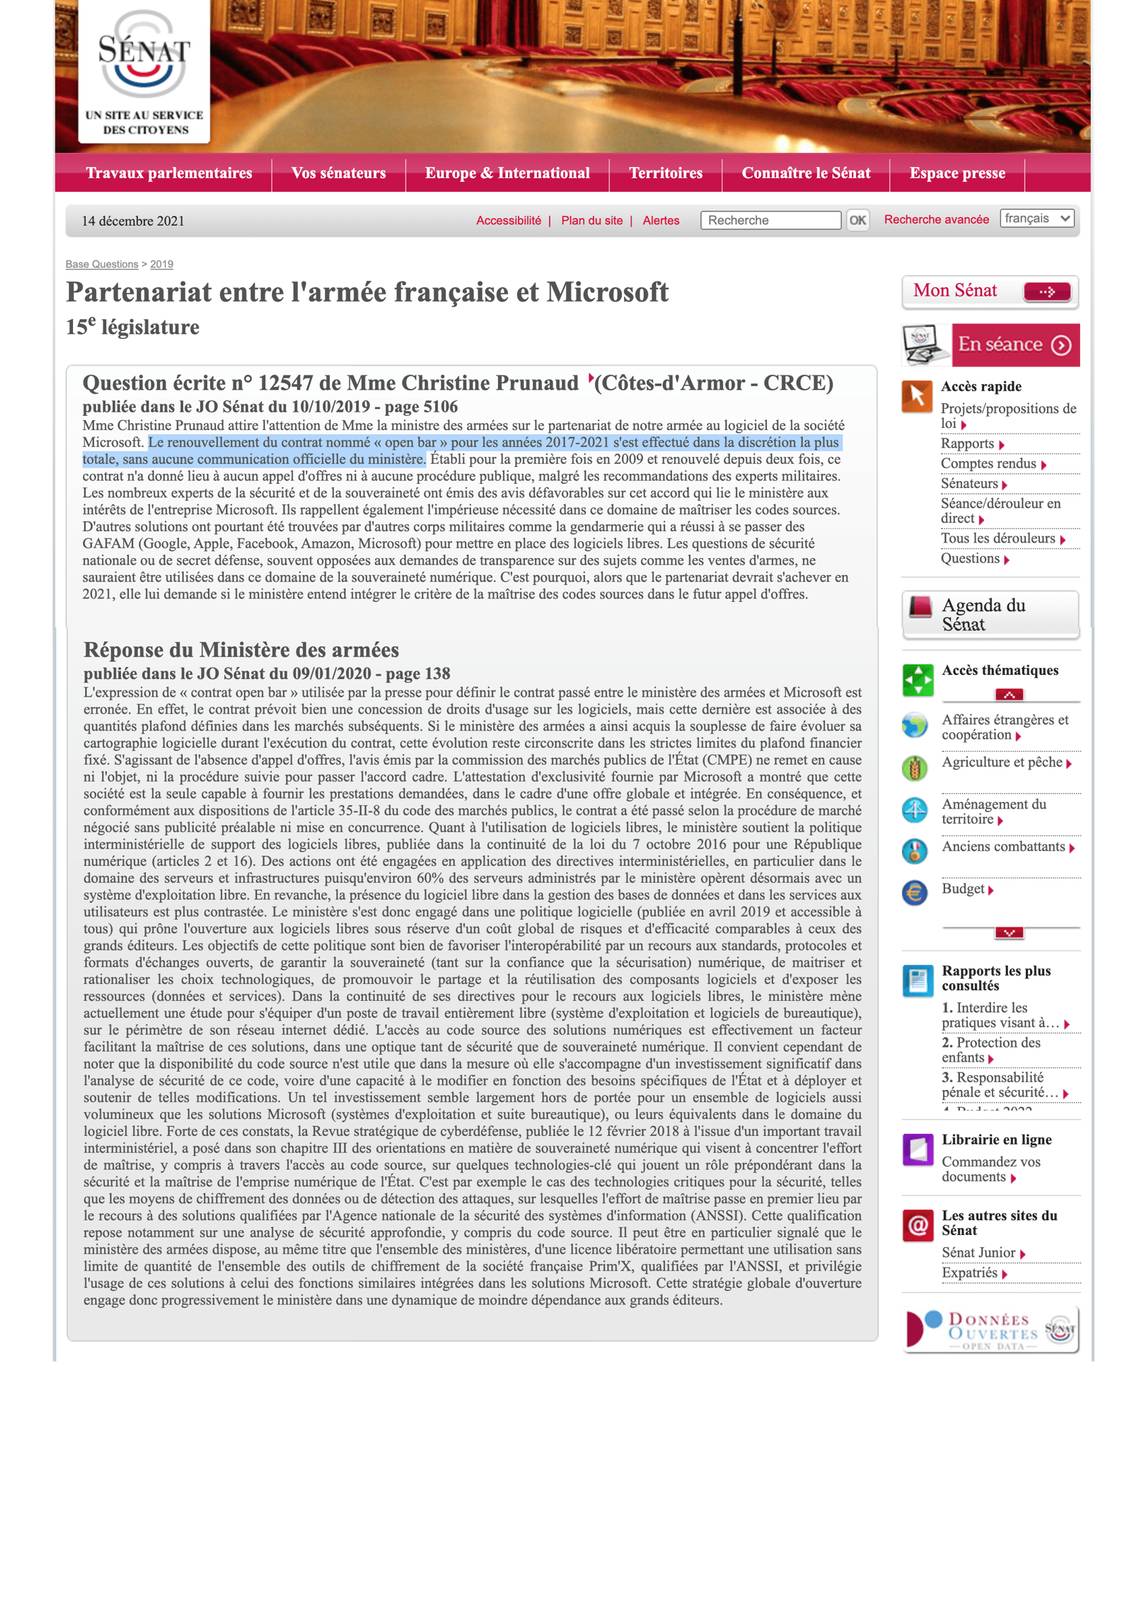 SÉNAT
UN SITE AU SERVICE
DES CITOYENS
Travaux parlementaires
Vos sénateurs
Europe & International
Territoires
Connaître le Sénat
Espace presse
14 décembre 2021
Accessibilité | Plan du site | Alertes
Recherche
OK
Recherche avancée
français
Base Questions > 2019
Partenariat entre l'armée française et Microsoft
15e législature
Question écrite n° 12547 de Mme Christine Prunaud (Côtes-d'Armor - CRCE)
publiée dans le JO Sénat du 10/10/2019 - page 5106
Mme Christine Prunaud attire l'attention de Mme la ministre des armées sur le partenariat de notre armée au logiciel de la société
Microsoft. Le renouvellement du contrat nommé « open bar » pour les années 2017-2021 s'est effectué dans la discrétion la plus
totale, sans aucune communication officielle du ministère. Établi pour la première fois en 2009 et renouvelé depuis deux fois, ce
contrat n'a donné lieu à aucun appel d'offres ni à aucune procédure publique, malgré les recommandations des experts militaires.
Les nombreux experts de la sécurité et de la souveraineté ont émis des avis défavorables sur cet accord qui lie le ministère aux
intérêts de l'entreprise Microsoft. Ils rappellent également l'impérieuse nécessité dans ce domaine de maîtriser les codes sources.
D'autres solutions ont pourtant été trouvées par d'autres corps militaires comme la gendarmerie qui a réussi à se passer des
GAFAM (Google, Apple, Facebook, Amazon, Microsoft) pour mettre en place des logiciels libres. Les questions de sécurité
nationale ou de secret défense, souvent opposées aux demandes de transparence sur des sujets comme les ventes d'armes, ne
sauraient être utilisées dans ce domaine de la souveraineté numérique. C'est pourquoi, alors que le partenariat devrait s'achever en
2021, elle lui demande si le ministère entend intégrer le critère de la maîtrise des codes sources dans le futur appel d'offres.
Réponse du Ministère des armées
publiée dans le JO Sénat du 09/01/2020 - page 138
L'expression de « contrat open bar » utilisée par la presse pour définir le contrat passé entre le ministère des armées et Microsoft est
erronée. En effet, le contrat prévoit bien une concession de droits d'usage sur les logiciels, mais cette dernière est associée à des
quantités plafond définies dans les marchés subséquents. Si le ministère des armées a ainsi acquis la souplesse de faire évoluer sa
cartographie logicielle durant l'exécution du contrat, cette évolution reste circonscrite dans les strictes limites du plafond financier
fixé. S'agissant de l'absence d'appel d'offres, l'avis émis par la commission des marchés publics de l'État (CMPE) ne remet en cause
ni l'objet, ni la procédure suivie pour passer l'accord cadre. L'attestation d'exclusivité fournie par Microsoft a montré que cette
société est la seule capable à fournir les prestations demandées, dans le cadre d'une offre globale et intégrée. En conséquence, et
conformément aux dispositions de l'article 35-II-8 du code des marchés publics, le contrat a été passé selon la procédure de marché
négocié sans publicité préalable ni mise en concurrence. Quant à l'utilisation de logiciels libres, le ministère soutient la politique
interministérielle de support des logiciels libres, publiée dans la continuité de la loi du 7 octobre 2016 pour une République
numérique (articles 2 et 16). Des actions ont été engagées en application des directives interministérielles, en particulier dans le
domaine des serveurs et infrastructures puisqu'environ 60% des serveurs administrés par le ministère opèrent désormais avec un
système d'exploitation libre. En revanche, la présence du logiciel libre dans la gestion des bases de données et dans les services aux
utilisateurs est plus contrastée. Le ministère s'est donc engagé dans une politique logicielle (publiée en avril 2019 et accessible à
tous) qui prône l'ouverture aux logiciels libres sous réserve d'un coût global de risques et d'efficacité comparables à ceux des
grands éditeurs. Les objectifs de cette politique sont bien de favoriser l'interopérabilité par un recours aux standards, protocoles et
formats d'échanges ouverts, de garantir la souveraineté (tant sur la confiance que la sécurisation) numérique, de maitriser et
rationaliser les choix technologiques, de promouvoir le partage et la réutilisation des composants logiciels et d'exposer les
ressources (données et services). Dans la continuité de ses directives pour le recours aux logiciels libres, le ministère mène
actuellement une étude pour s'équiper d'un poste de travail entièrement libre (système d'exploitation et logiciels de bureautique),
sur le périmètre de son réseau internet dédié. L'accès au code source des solutions numériques est effectivement un facteur
facilitant la maîtrise de ces solutions, dans un optique tant de sécurité que de souveraineté numérique. Il convient cependant de
noter que la disponibilité du code source n'est utile que dans la mesure où elle s'accompagne d'un investissement significatif dans
l'analyse de sécurité de ce code, voire d'une capacité à le modifier en fonction des besoins spécifiques de l'État et à déployer et
soutenir de telles modifications. Un tel investissement semble largement hors de portée pour un ensemble de logiciels aussi
volumineux que les solutions Microsoft (systèmes d'exploitation et suite bureautique), ou leurs équivalents dans le domaine du
logiciel libre. Forte de ces constats, la Revue stratégique de cyberdéfense, publiée le 12 février 2018 à l'issue d'un important travail
interministériel, a posé dans son chapitre III des orientations en matière de souveraineté numérique qui visent à concentrer l'effort
de maîtrise, y compris à travers l'accès au code source, sur quelques technologies-clé qui jouent un rôle prépondérant dans la
sécurité et la maîtrise de l'emprise numérique de l'État. C'est par exemple le cas des technologies critiques pour la sécurité, telles
que les moyens de chiffrement des données ou de détection des attaques, sur lesquelles l'effort de maîtrise passe en premier lieu par
le recours à des solutions qualifiées par l'Agence nationale de la sécurité des systèmes d'information (ANSSI). Cette qualification
repose notamment sur une analyse de sécurité approfondie, y compris du code source. Il peut être en particulier signalé que le
ministère des armées dispose, au même titre que l'ensemble des ministères, d'une licence libératoire permettant une utilisation sans
limite de quantité de l'ensemble des outils de chiffrement de la société française Prim'X, qualifiées par l'ANSSI, et privilégie
l'usage de ces solutions à celui des fonctions similaires intégrées dans les solutions Microsoft. Cette stratégie globale d'ouverture
engage donc progressivement le ministère dans une dynamique de moindre dépendance aux grands éditeurs.
Mon Sénat
En séance
Accès rapide
Projets/propositions de
loi
Rapports
Comptes rendus
Sénateurs
Séance/dérouleur en
direct
Tous les dérouleurs
Questions
Agenda du
Sénat
Accès thématiques
Affaires étrangères et
coopération
Agriculture et pêche
Aménagement du
territoire
Anciens combattants
Budget
Rapports les plus
consultés
1. Interdire les
pratiques visant à…
2. Protection des
enfants
3. Responsabilité
pénale et sécurité…
4. Budget 2022
Librairie en ligne
Commandez vos
documents
Les autres sites du
Sénat
Sénat Junior
Expatriés
DONNÉES
OUVERTES
OPEN DATA
SÉNAT